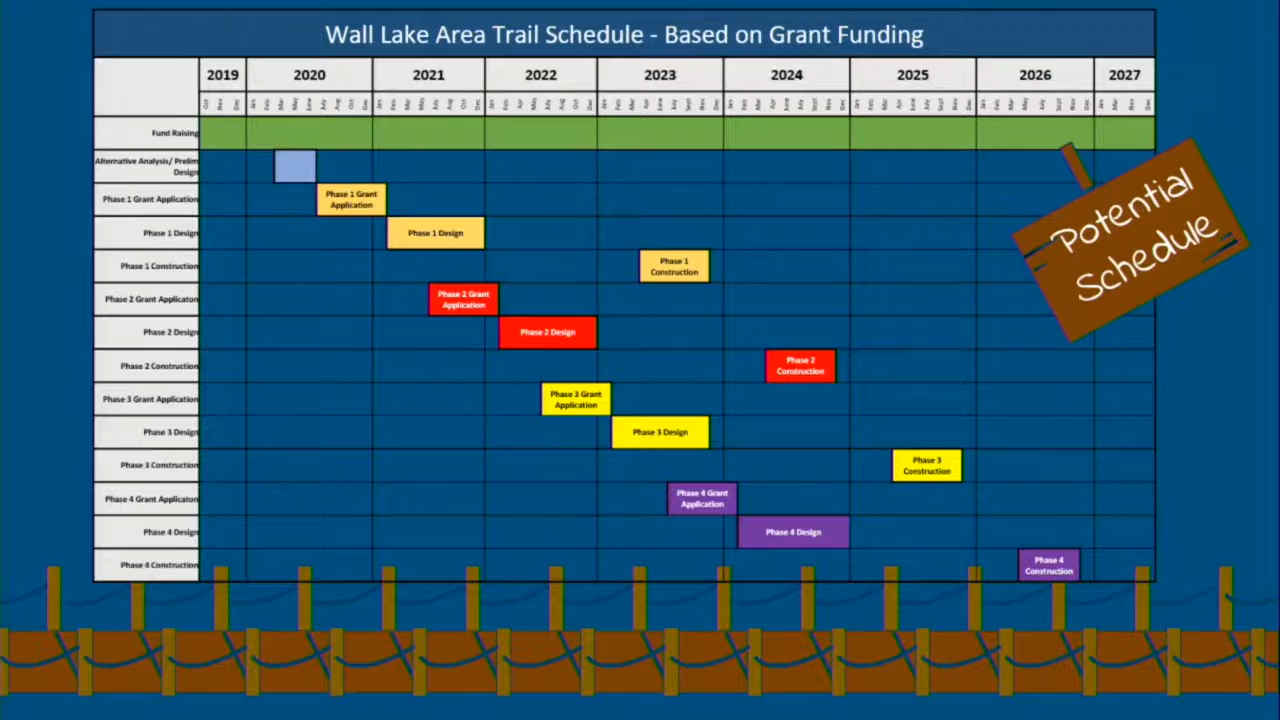 Wall Lake Area Trail Schedule - Based on Grant Funding
2019 2020 2021 2022 2023 2024 2025 2026 2027
Fund Raising
Alternative Analysis/ Prelim
Design
Phase 1 Grant Application
Phase 1 Grant
Application
Phase 1 Design
Phase 1 Design
Phase 1 Construction
Phase 1
Construction
Phase 2 Grant Applicaton
Phase 2 Grant
Application
Phase 2 Design
Phase 2 Design
Phase 2 Construction
Phase 2
Construction
Phase 3 Grant Application
Phase 3 Grant
Application
Phase 3 Design
Phase 3 Design
Phase 3 Construction
Phase 3
Construction
Phase 4 Grant Applicaton
Phase 4 Grant
Application
Phase 4 Design
Phase 4 Design
Phase 4 Construction
Phase 4
Construction
Potential
Schedule